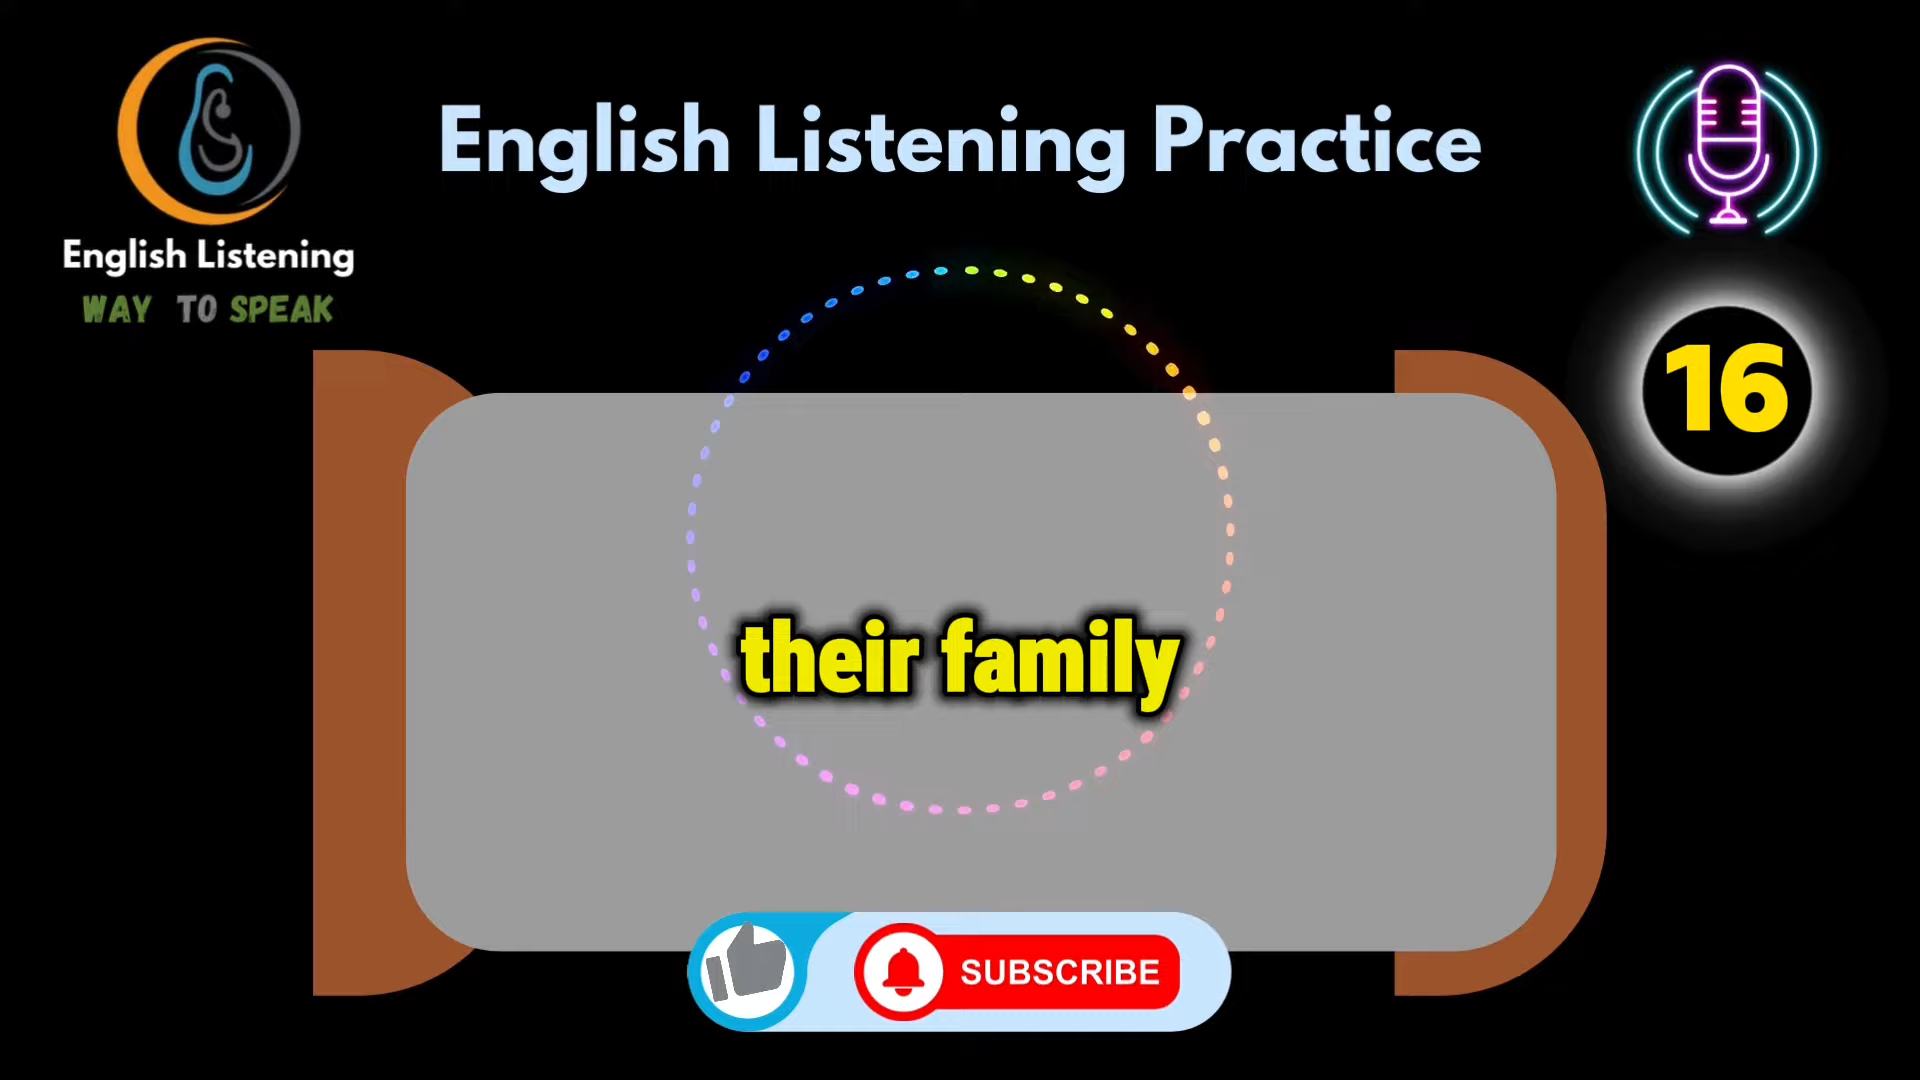 English Listening Practice
English Listening
WAY TO SPEAK
16
their family
SUBSCRIBE